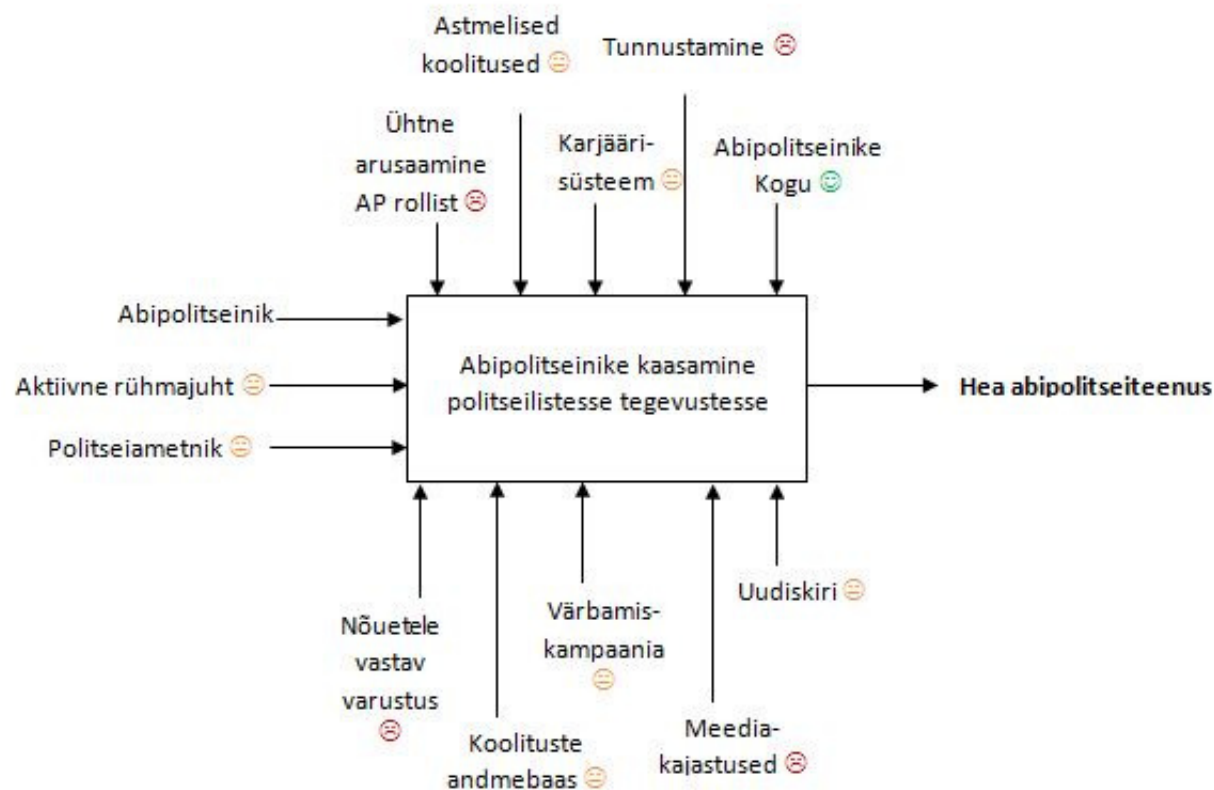 Astmelised
koolitused
Tunnustamine
Ühtne
arusaamine
AP rollist
Karjääri-
süsteem
Abipolitseinike
Kogu
Abipolitseinik
Aktiivne rühmajuht
Politseiametnik
Abipolitseinike kaasamine
politseilistesse tegevustesse
Hea abipolitseiteenus
Nõuetele
vastav
varustus
Koolituste
andmebaas
Värbamis-
kampaania
Meedia-
kajastused
Uudiskiri